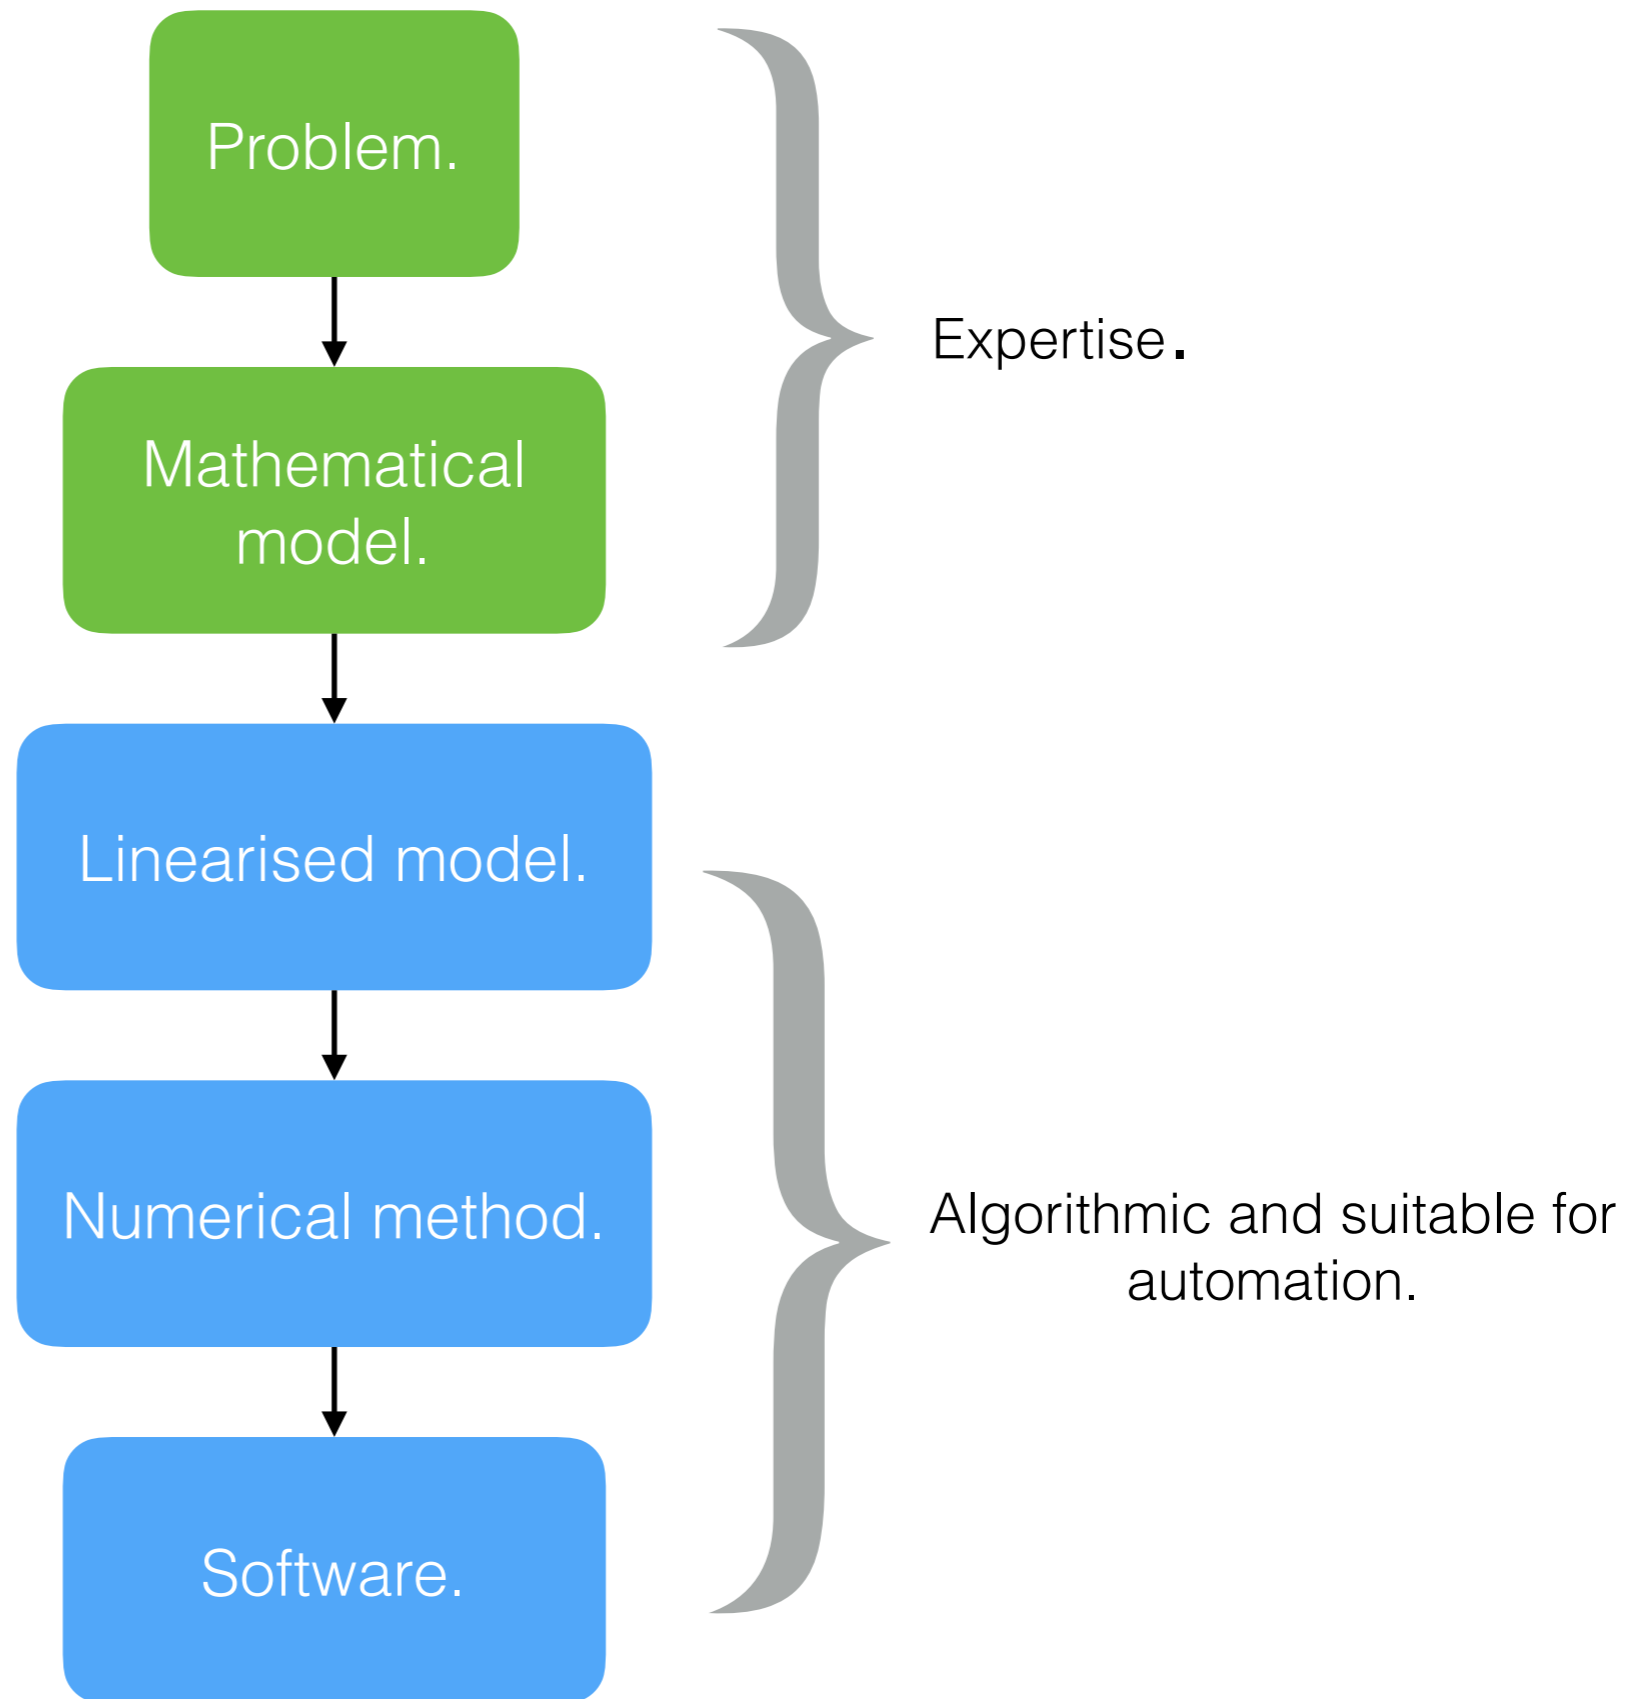 Problem.
Expertise.
Mathematical
model.
Linearised model.
Numerical method.
Algorithmic and suitable for
automation.
Software.